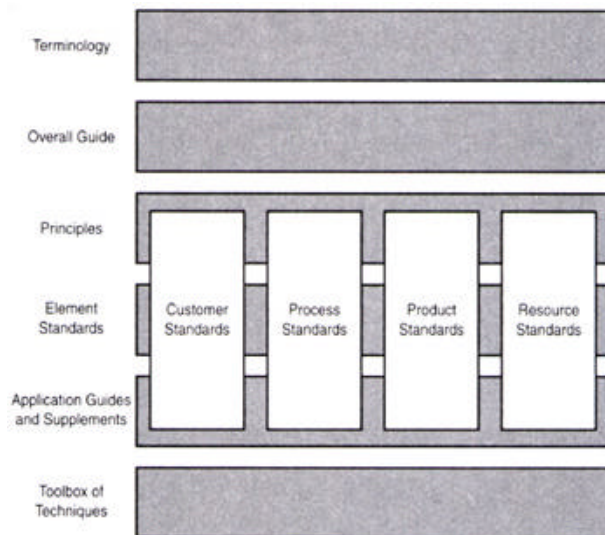 Terminology
Overall Guide
Principles
Element
Standards
Customer
Standards
Process
Standards
Product
Standards
Resource
Standards
Application Guides
and Supplements
Toolbox of
Techniques